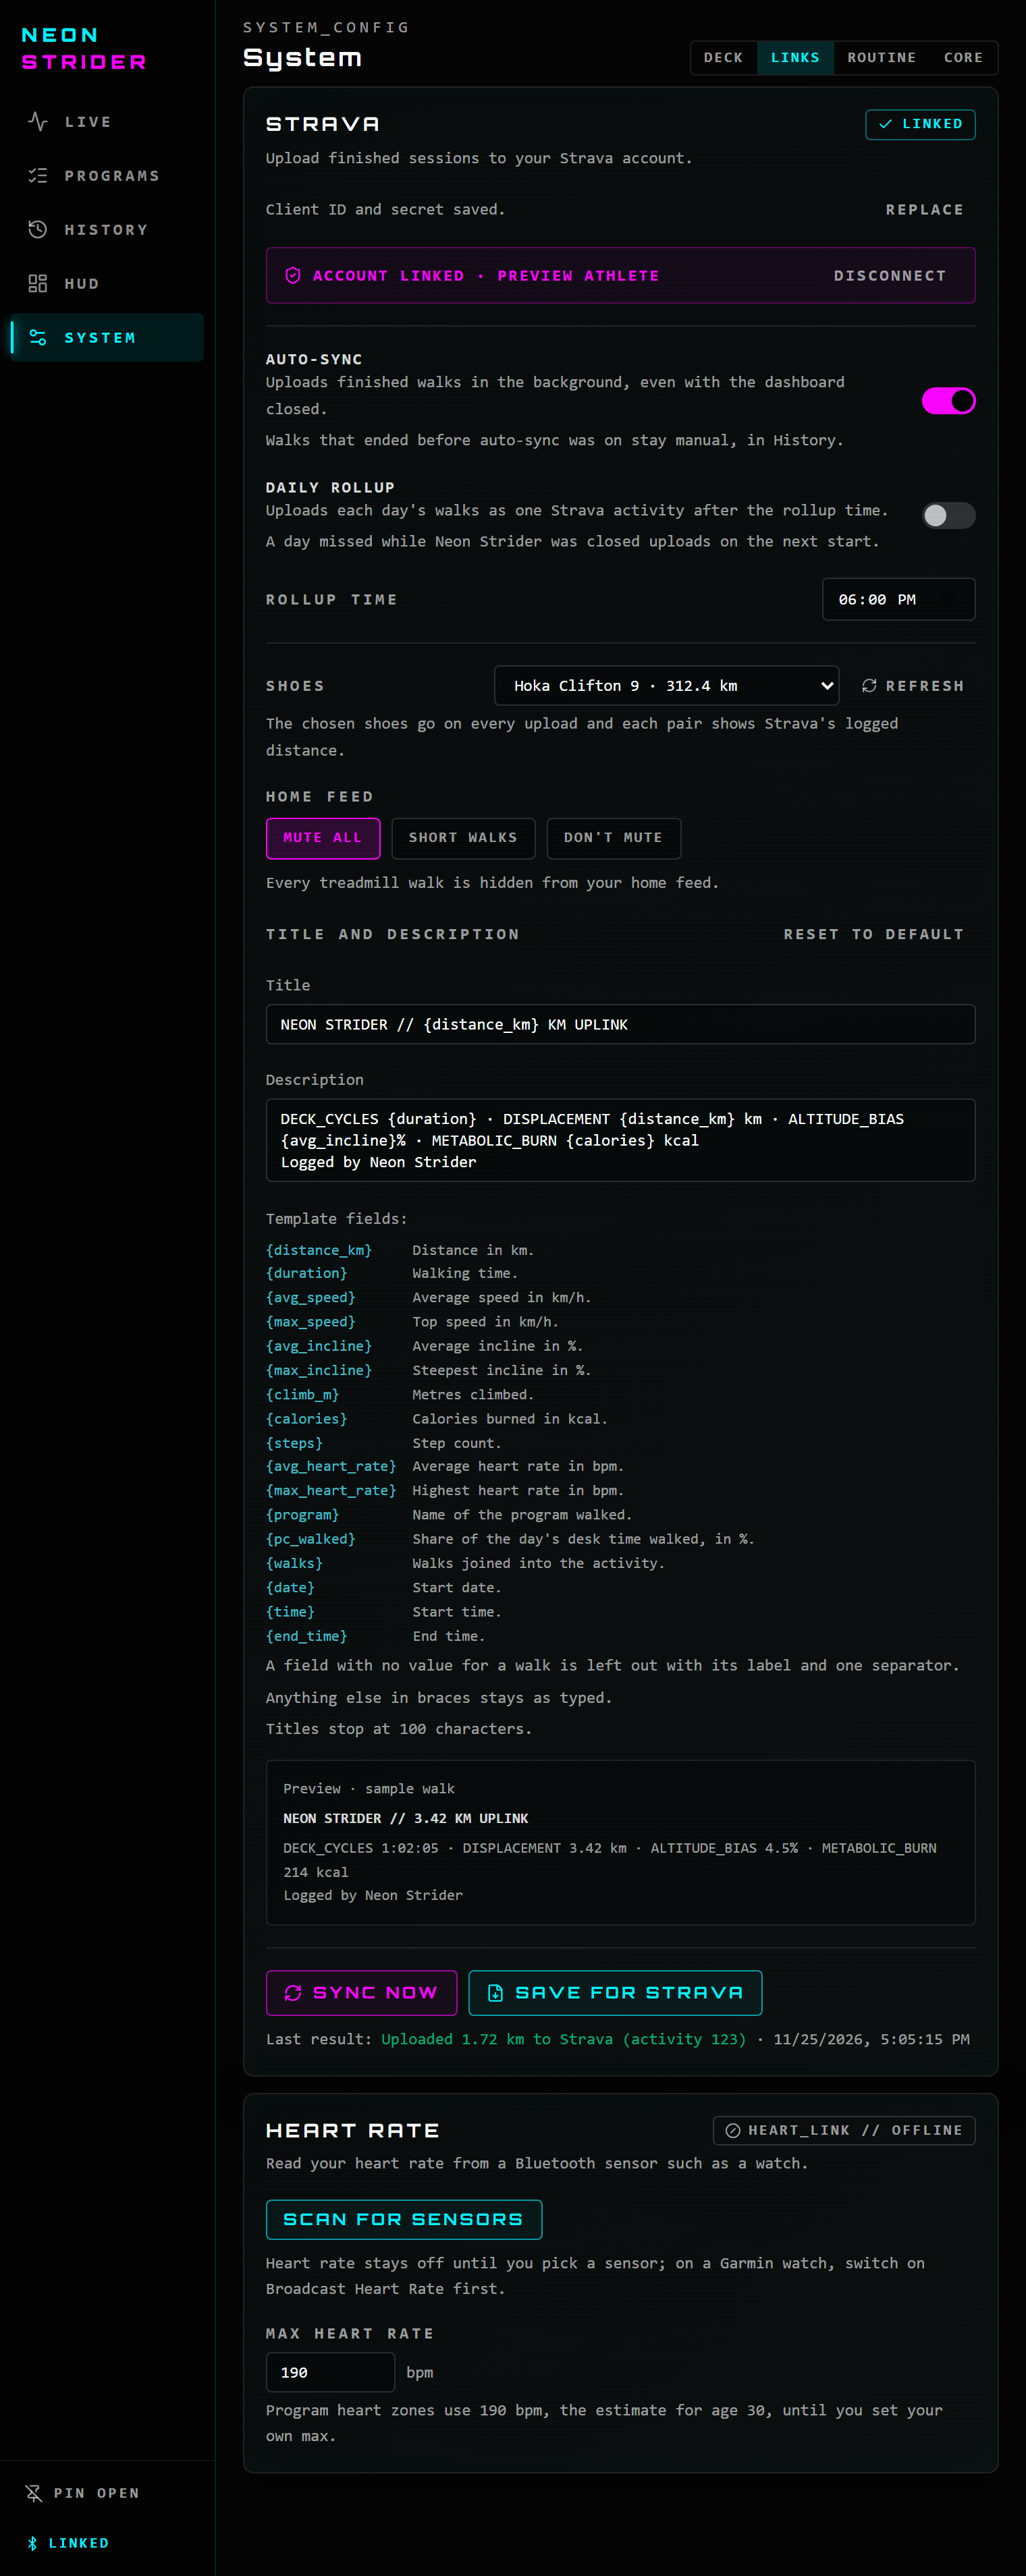 NEON
STRIDER
LIVE
PROGRAMS
HISTORY
HUD
SYSTEM
PIN OPEN
LINKED
SYSTEM_CONFIG
System
DECK LINKS ROUTINE CORE
STRAVA
LINKED
Upload finished sessions to your Strava account.
Client ID and secret saved.
REPLACE
ACCOUNT LINKED · PREVIEW ATHLETE
DISCONNECT
AUTO-SYNC
Uploads finished walks in the background, even with the dashboard
closed.
Walks that ended before auto-sync was on stay manual, in History.
DAILY ROLLUP
Uploads each day's walks as one Strava activity after the rollup time.
A day missed while Neon Strider was closed uploads on the next start.
ROLLUP TIME
06:00 PM
SHOES
Hoka Clifton 9 · 312.4 km
REFRESH
The chosen shoes go on every upload and each pair shows Strava's logged
distance.
HOME FEED
MUTE ALL
SHORT WALKS
DON'T MUTE
Every treadmill walk is hidden from your home feed.
TITLE AND DESCRIPTION
RESET TO DEFAULT
Title
NEON STRIDER // {distance_km} KM UPLINK
Description
DECK_CYCLES {duration} · DISPLACEMENT {distance_km} km · ALTITUDE_BIAS
{avg_incline}% · METABOLIC_BURN {calories} kcal
Logged by Neon Strider
Template fields:
{distance_km} Distance in km.
{duration} Walking time.
{avg_speed} Average speed in km/h.
{max_speed} Top speed in km/h.
{avg_incline} Average incline in %.
{max_incline} Steepest incline in %.
{climb_m} Metres climbed.
{calories} Calories burned in kcal.
{steps} Step count.
{avg_heart_rate} Average heart rate in bpm.
{max_heart_rate} Highest heart rate in bpm.
{program} Name of the program walked.
{pc_walked} Share of the day's desk time walked, in %.
{walks} Walks joined into the activity.
{date} Start date.
{time} Start time.
{end_time} End time.
A field with no value for a walk is left out with its label and one separator.
Anything else in braces stays as typed.
Titles stop at 100 characters.
Preview · sample walk
NEON STRIDER // 3.42 KM UPLINK
DECK_CYCLES 1:02:05 · DISPLACEMENT 3.42 km · ALTITUDE_BIAS 4.5% · METABOLIC_BURN
214 kcal
Logged by Neon Strider
SYNC NOW
SAVE FOR STRAVA
Last result: Uploaded 1.72 km to Strava (activity 123) · 11/25/2026, 5:05:15 PM
HEART RATE
HEART_LINK // OFFLINE
Read your heart rate from a Bluetooth sensor such as a watch.
SCAN FOR SENSORS
Heart rate stays off until you pick a sensor; on a Garmin watch, switch on
Broadcast Heart Rate first.
MAX HEART RATE
190 bpm
Program heart zones use 190 bpm, the estimate for age 30, until you set your
own max.